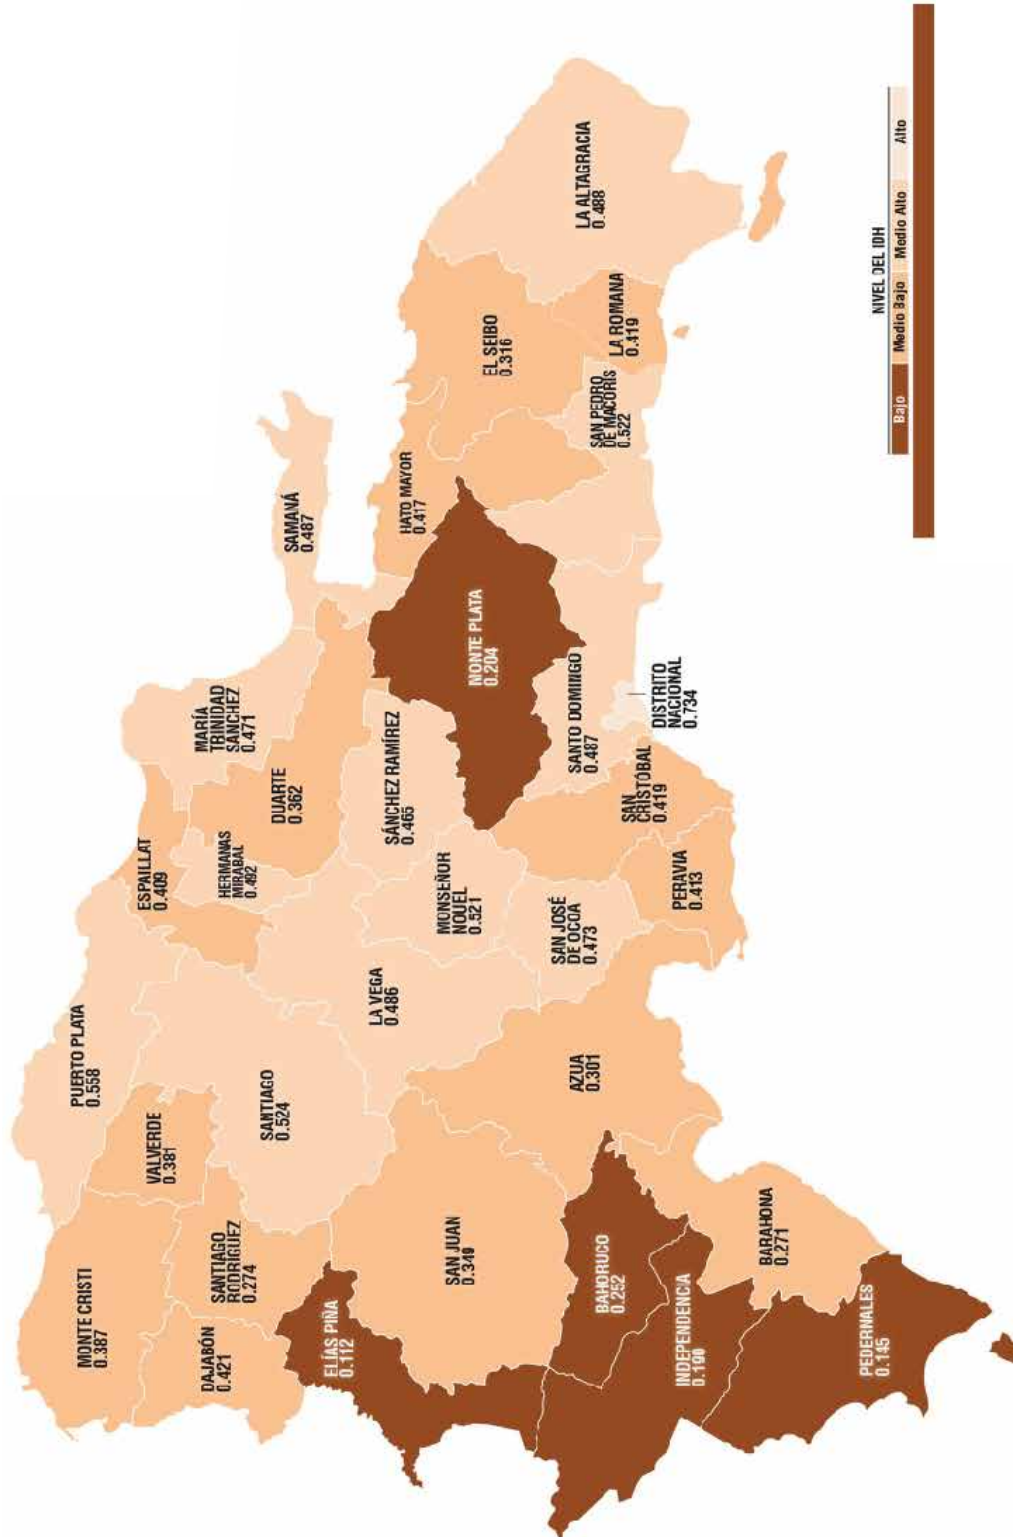 PUERTO PLATA
0.558
MONTE CRISTI
0.387
VALVERDE
0.381
ESPAILLAT
0.409
MARÍA
TRINIDAD
SÁNCHEZ
0.471
DAJABÓN
0.421
SANTIAGO
RODRÍGUEZ
0.274
SANTIAGO
0.524
HERMANAS
MIRABAL
DUARTE
0.362
SAMANÁ
0.487
ELÍAS PIÑA
0.112
SAN JUAN
0.349
LA VEGA
0.486
SÁNCHEZ RAMÍREZ
0.465
MONSEÑOR
NOUEL
0.521
MONTE PLATA
0.204
HATO MAYOR
0.417
EL SEIBO
0.316
LA ALTAGRACIA
0.488
BAHORUCO
0.252
AZUA
0.301
SAN JOSÉ
DE OCOA
0.473
SANTO DOMINGO
0.487
SAN PEDRO
DE MACORÍS
0.522
LA ROMANA
0.419
INDEPENDENCIA
0.190
BARAHONA
0.271
PERAVIA
0.413
SAN
CRISTÓBAL
0.419
DISTRITO
NACIONAL
0.734
PEDERNALES
0.145
NIVEL DEL IDH
Bajo Medio Bajo Medio Alto Alto